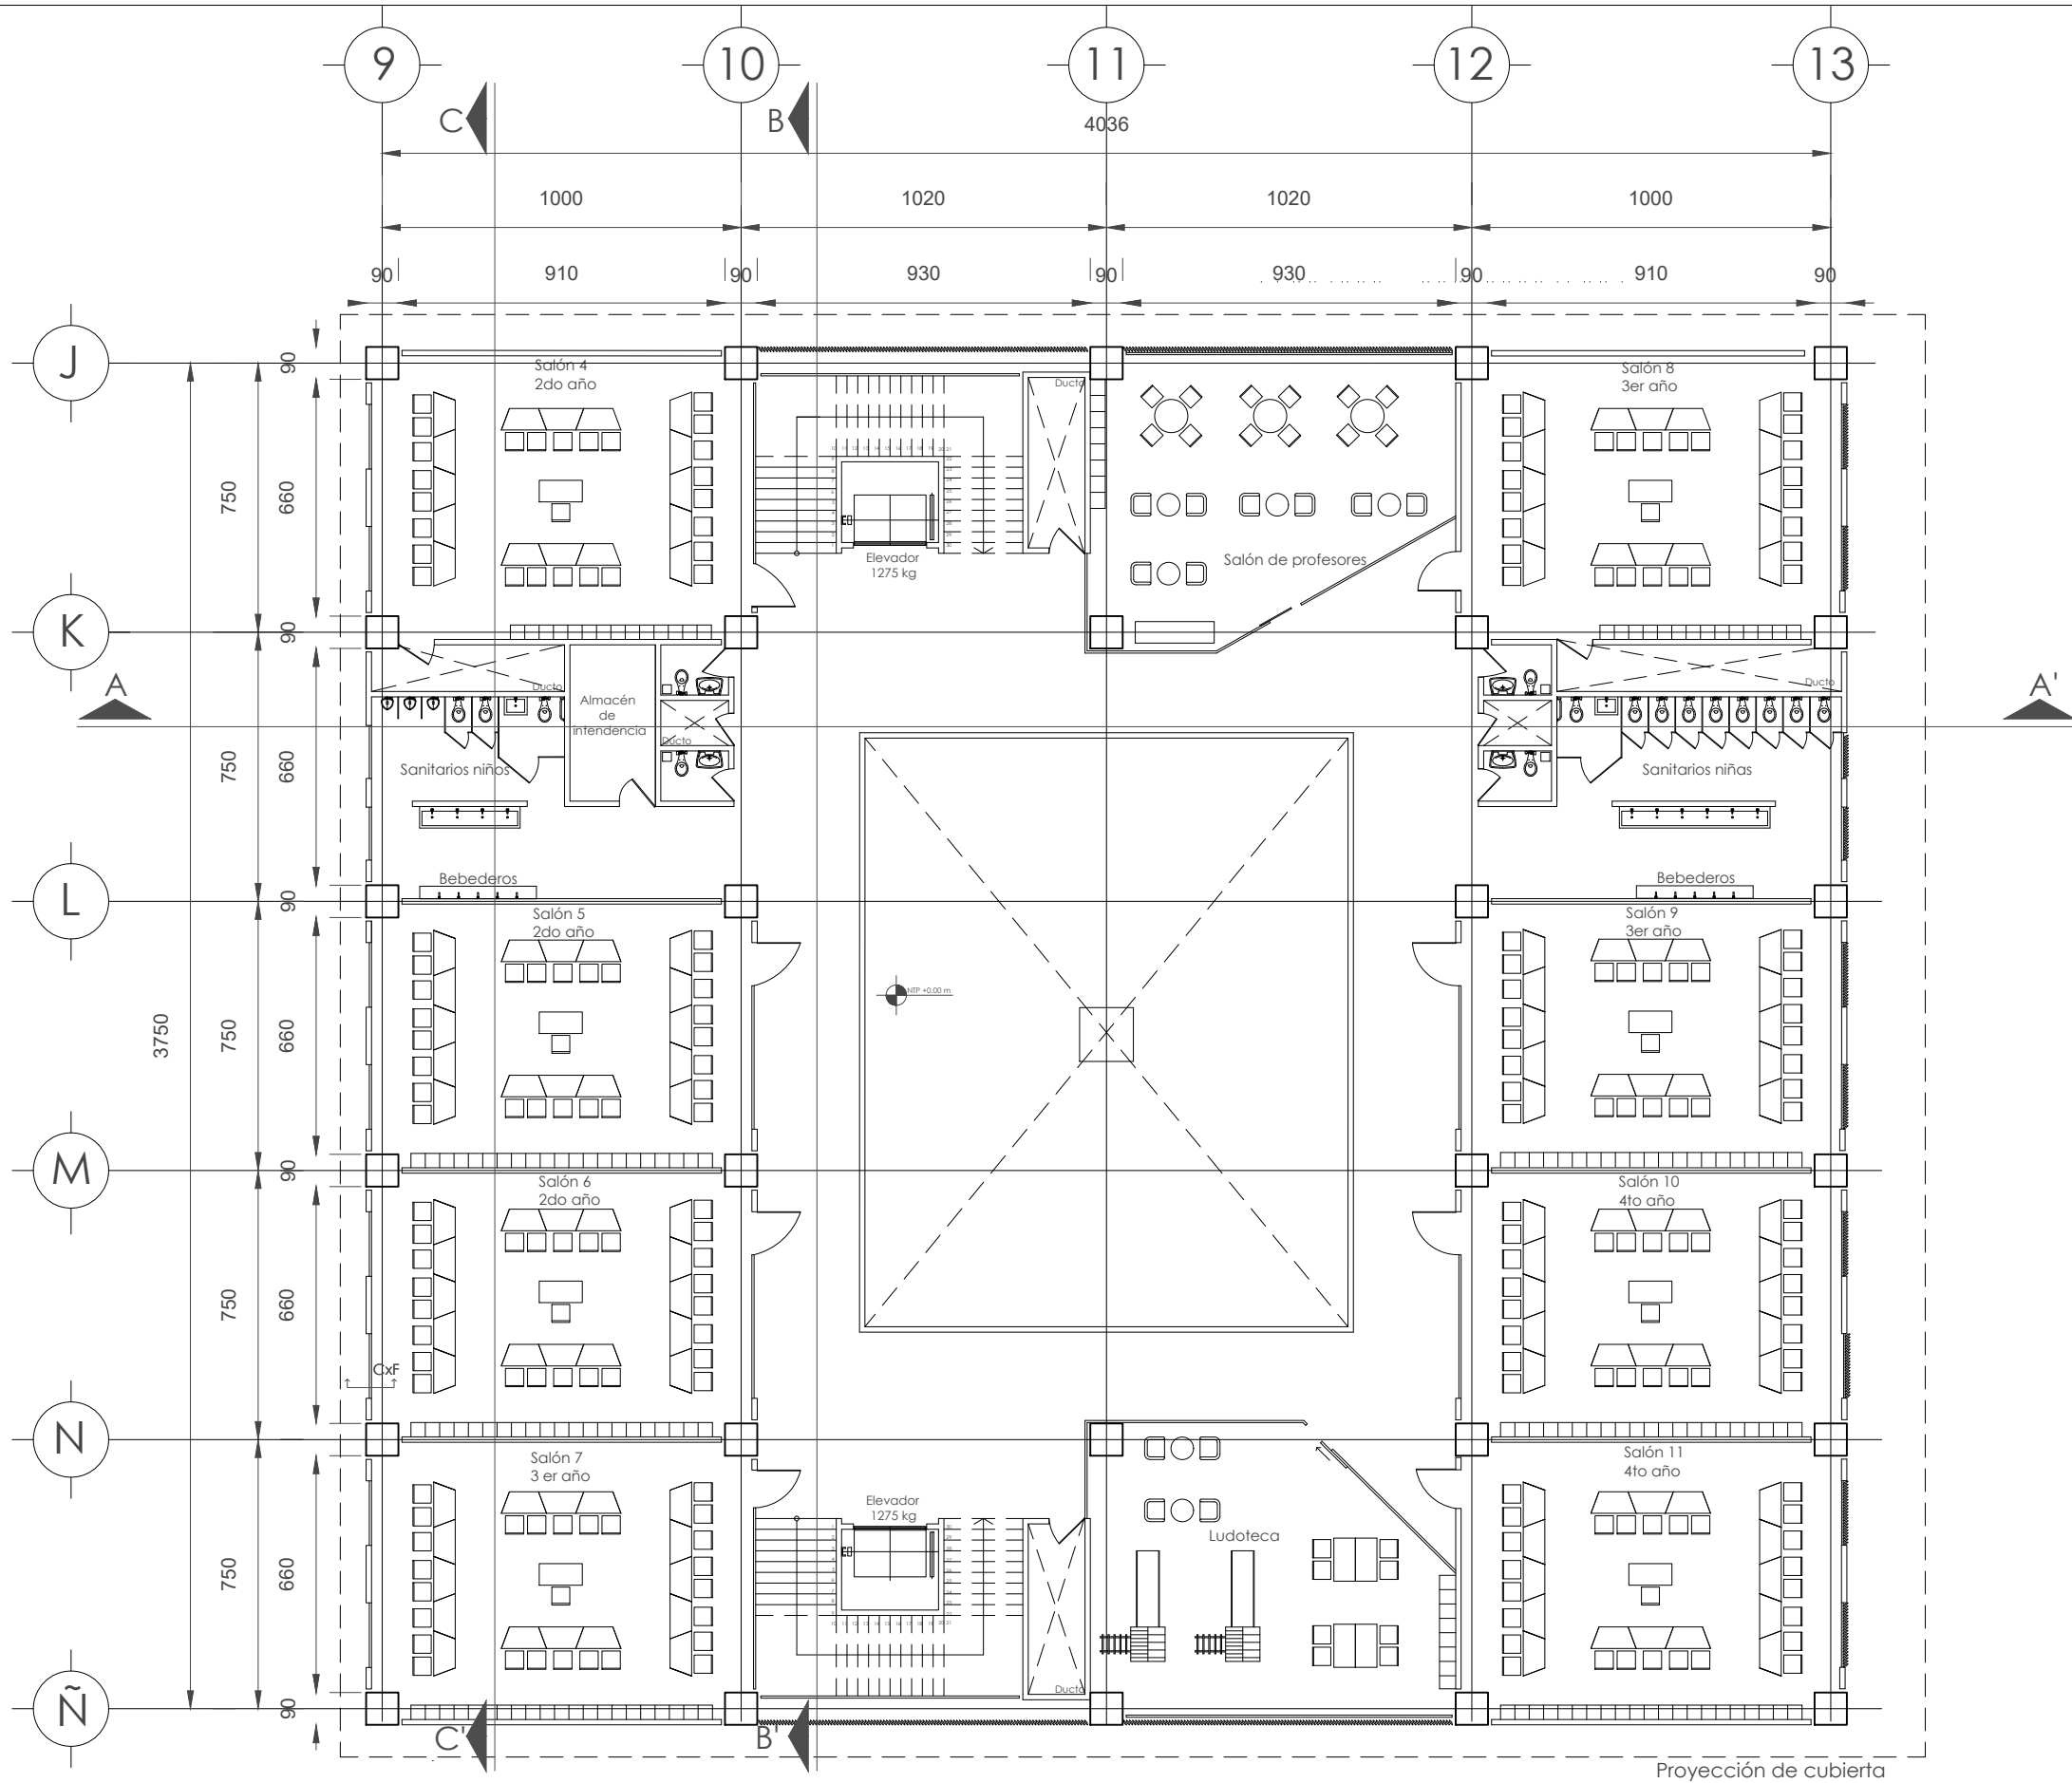 9
10
11
12
13
C
B
4036
1000
1020
1020
1000
90
910
90
930
90
930
90
910
90
J
90
Salón 4
2do año
Ducto
Salón 8
3er año
750
660
Elevador
1275 kg
Salón de profesores
K
90
A
Ducto
Almacén
de
intendencia
Ducto
Ducto
A'
750
660
Sanitarios niños
Sanitarios niñas
Bebederos
Bebederos
L
90
Salón 5
2do año
Salón 9
3er año
NTP +0.00 m
3750
750
660
M
90
Salón 6
2do año
Salón 10
4to año
750
660
CxF
N
90
Salón 7
3 er año
Salón 11
4to año
Elevador
1275 kg
Ludoteca
750
660
Ducto
Ñ
90
C'
B'
Proyección de cubierta